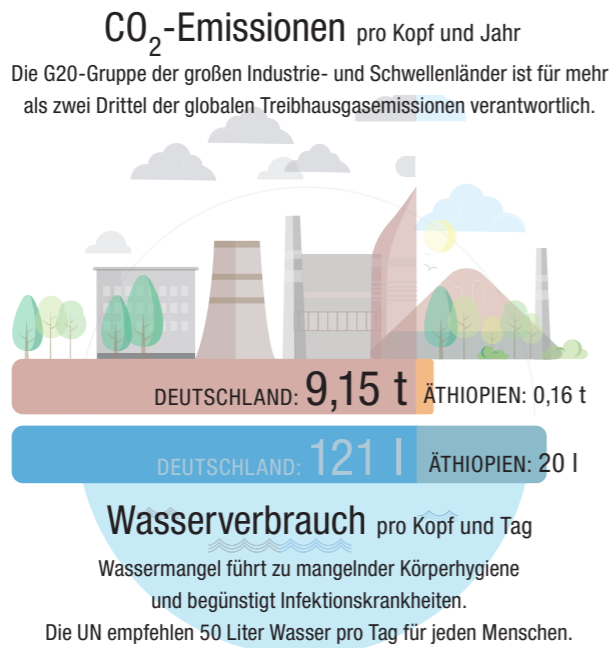 CO₂-Emissionen pro Kopf und Jahr
Die G20-Gruppe der großen Industrie- und Schwellenländer ist für mehr
als zwei Drittel der globalen Treibhausgasemissionen verantwortlich.
DEUTSCHLAND: 9,15 t ÄTHIOPIEN: 0,16 t
DEUTSCHLAND: 121 l ÄTHIOPIEN: 20 l
Wasserverbrauch pro Kopf und Tag
Wassermangel führt zu mangelnder Körperhygiene
und begünstigt Infektionskrankheiten.
Die UN empfehlen 50 Liter Wasser pro Tag für jeden Menschen.